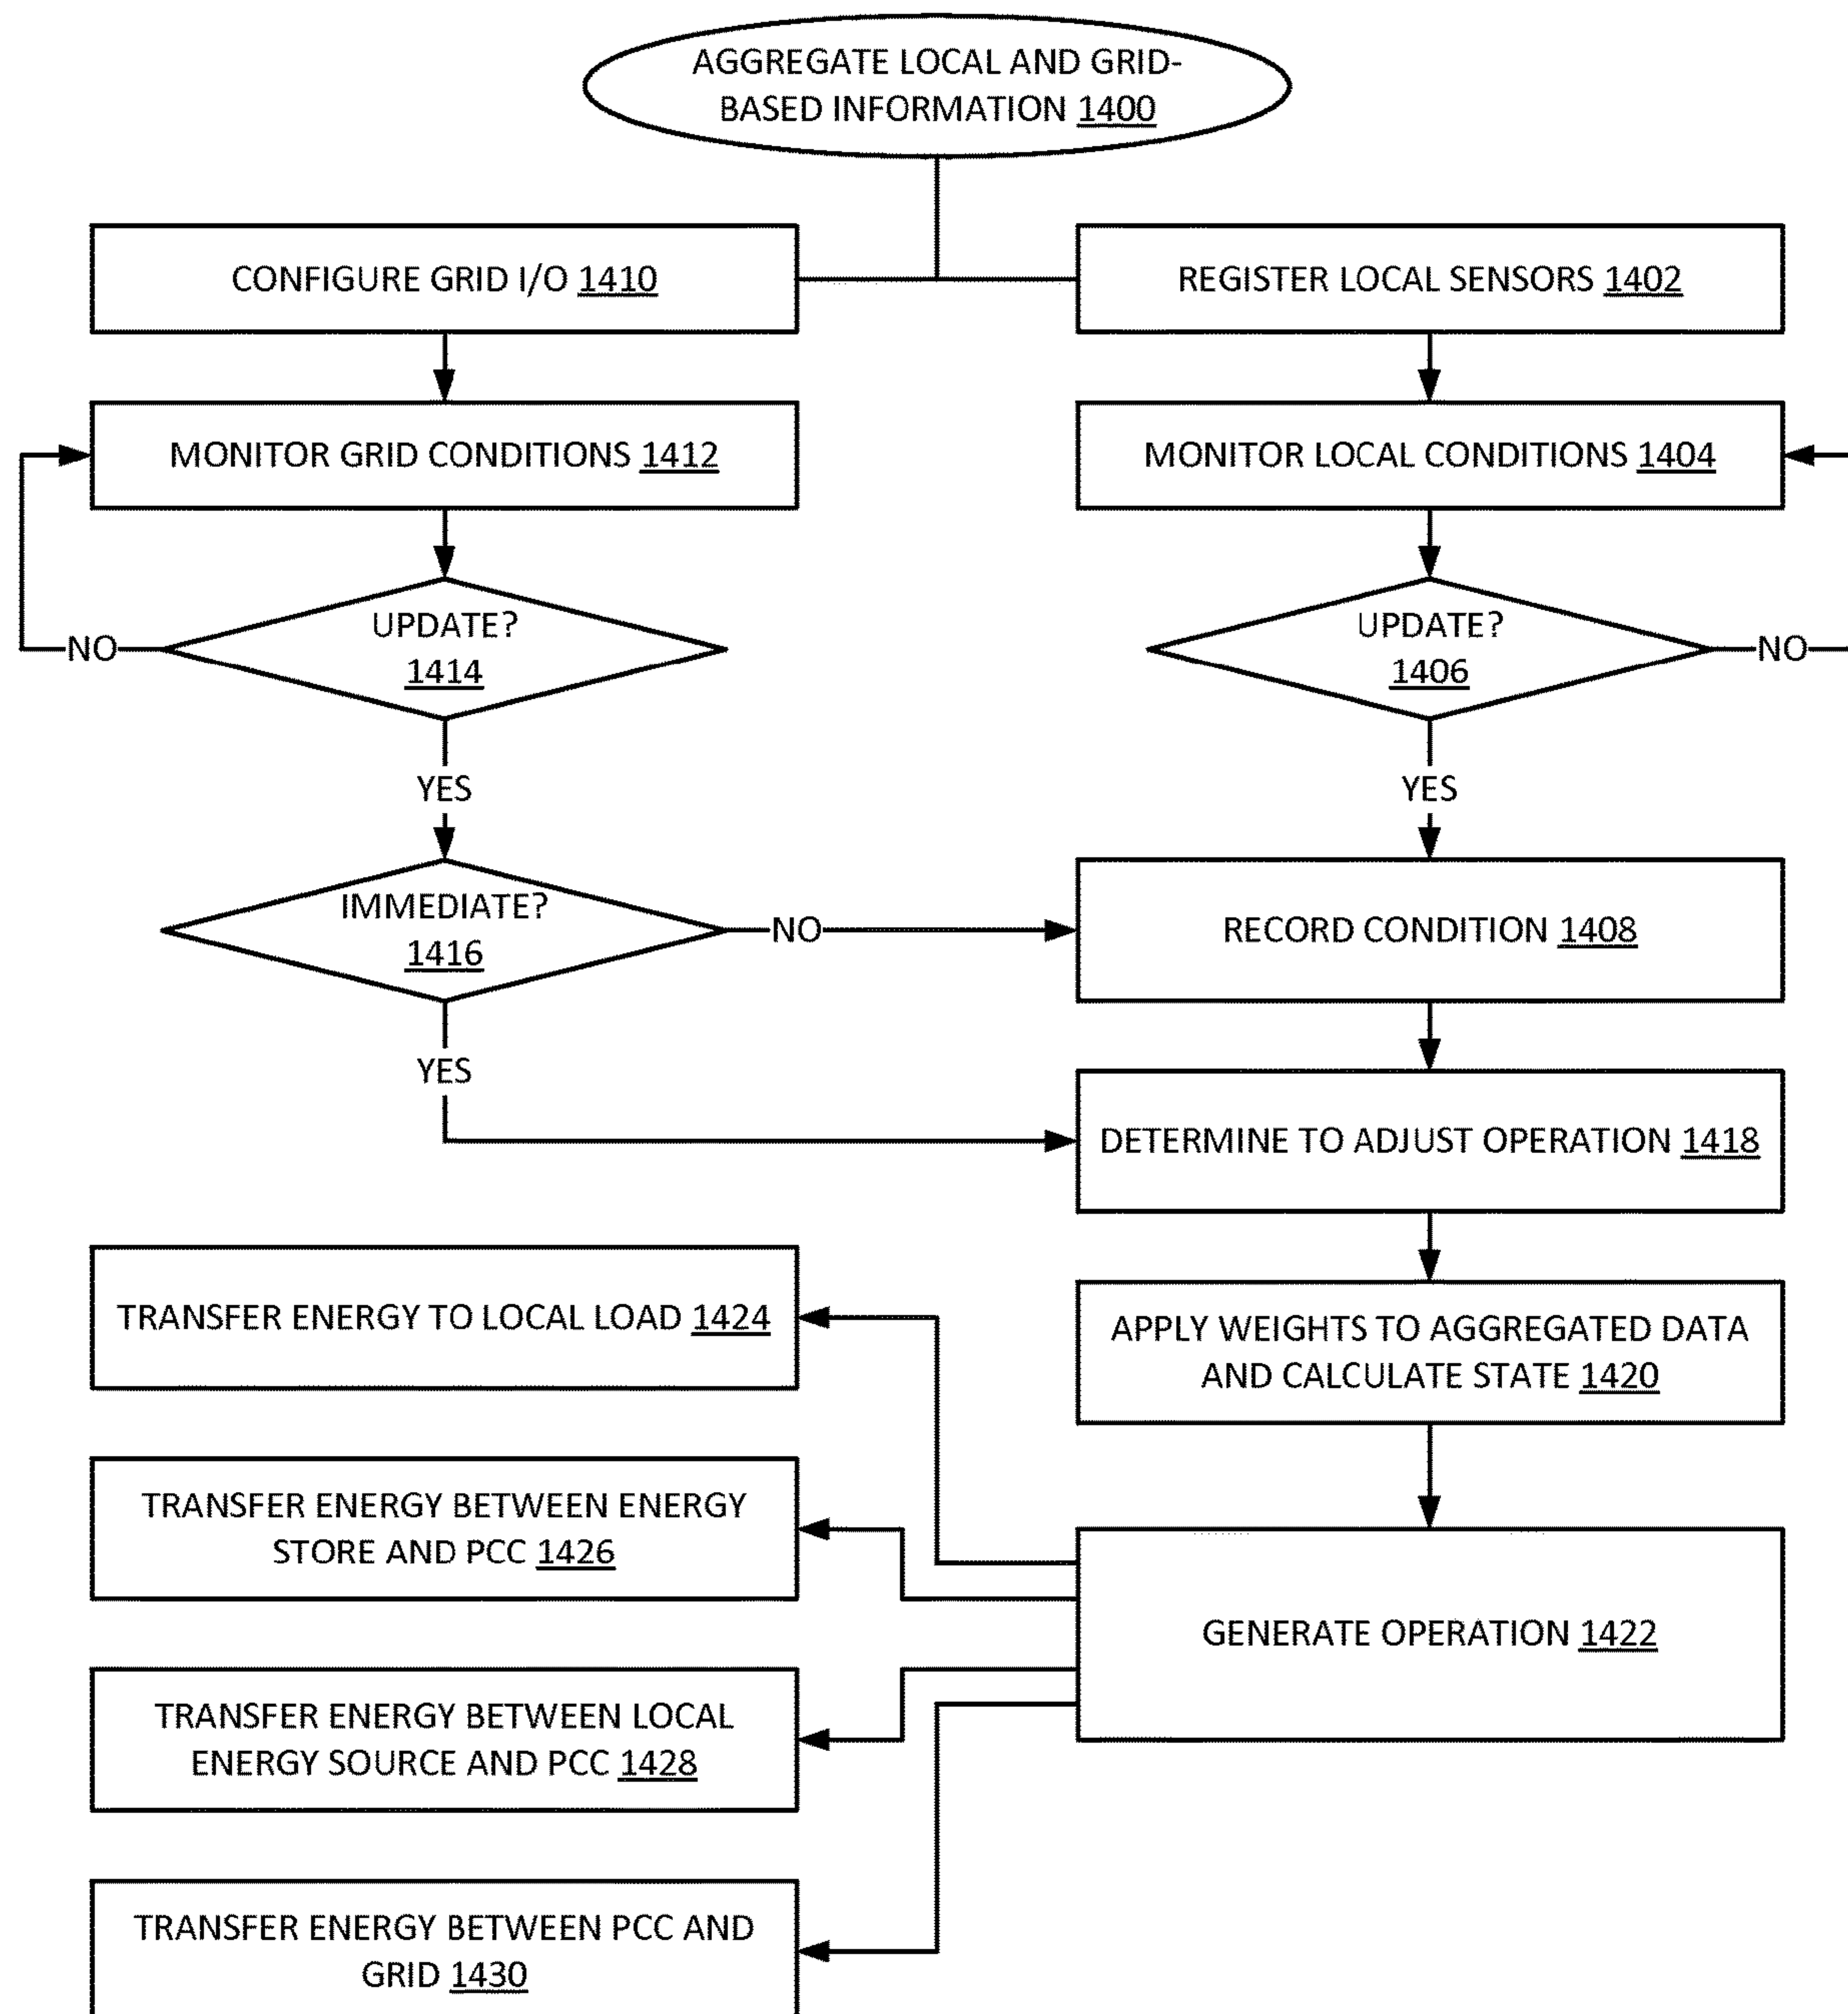 AGGREGATE LOCAL AND GRID-
BASED INFORMATION 1400
CONFIGURE GRID I/O 1410
REGISTER LOCAL SENSORS 1402
MONITOR GRID CONDITIONS 1412
MONITOR LOCAL CONDITIONS 1404
UPDATE?
1414
NO
UPDATE?
1406
NO
YES
YES
IMMEDIATE?
1416
NO
RECORD CONDITION 1408
YES
DETERMINE TO ADJUST OPERATION 1418
TRANSFER ENERGY TO LOCAL LOAD 1424
APPLY WEIGHTS TO AGGREGATED DATA
AND CALCULATE STATE 1420
TRANSFER ENERGY BETWEEN ENERGY
STORE AND PCC 1426
GENERATE OPERATION 1422
TRANSFER ENERGY BETWEEN LOCAL
ENERGY SOURCE AND PCC 1428
TRANSFER ENERGY BETWEEN PCC AND
GRID 1430